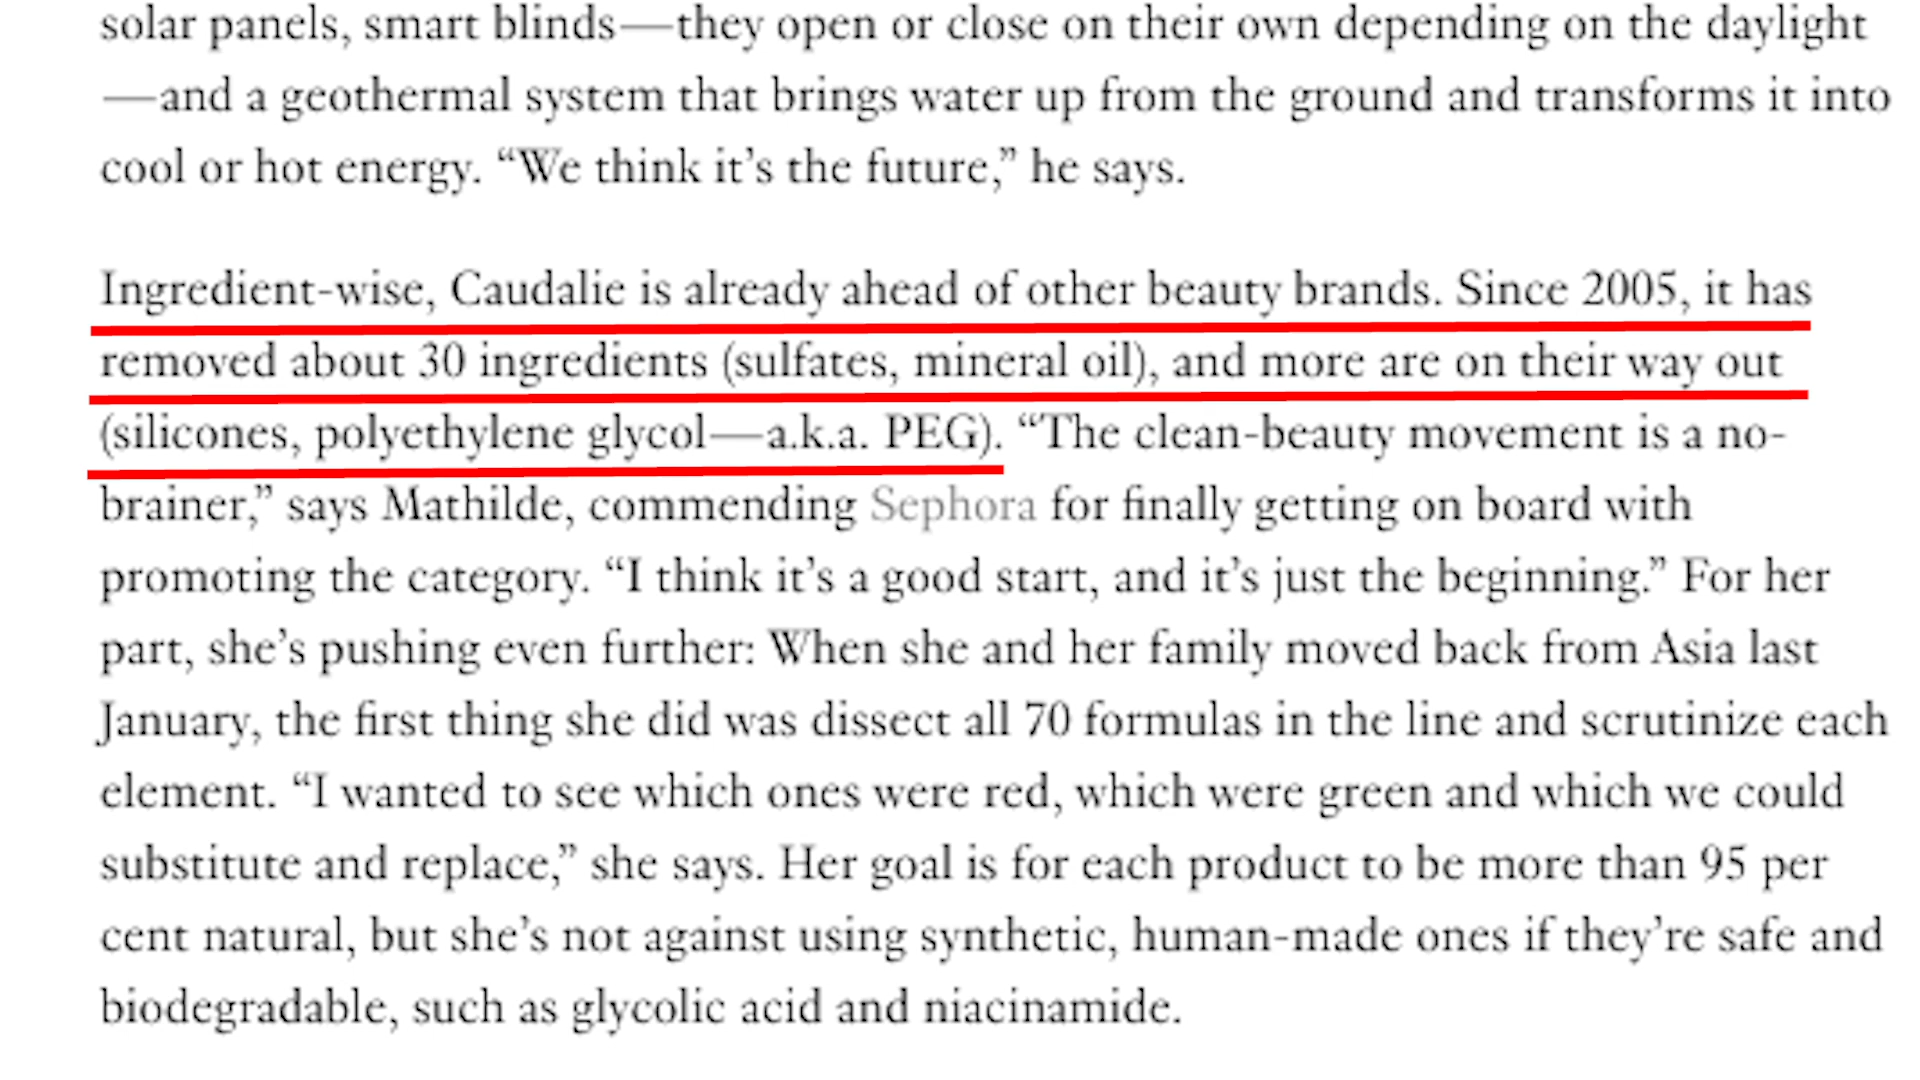 solar panels, smart blinds—they open or close on their own depending on the daylight
—and a geothermal system that brings water up from the ground and transforms it into
cool or hot energy. “We think it’s the future,” he says.
Ingredient-wise, Caudalie is already ahead of other beauty brands. Since 2005, it has
removed about 30 ingredients (sulfates, mineral oil), and more are on their way out
(silicones, polyethylene glycol—a.k.a. PEG). “The clean-beauty movement is a no-
brainer,” says Mathilde, commending Sephora for finally getting on board with
promoting the category. “I think it’s a good start, and it’s just the beginning.” For her
part, she’s pushing even further: When she and her family moved back from Asia last
January, the first thing she did was dissect all 70 formulas in the line and scrutinize each
element. “I wanted to see which ones were red, which were green and which we could
substitute and replace,” she says. Her goal is for each product to be more than 95 per
cent natural, but she’s not against using synthetic, human-made ones if they’re safe and
biodegradable, such as glycolic acid and niacinamide.